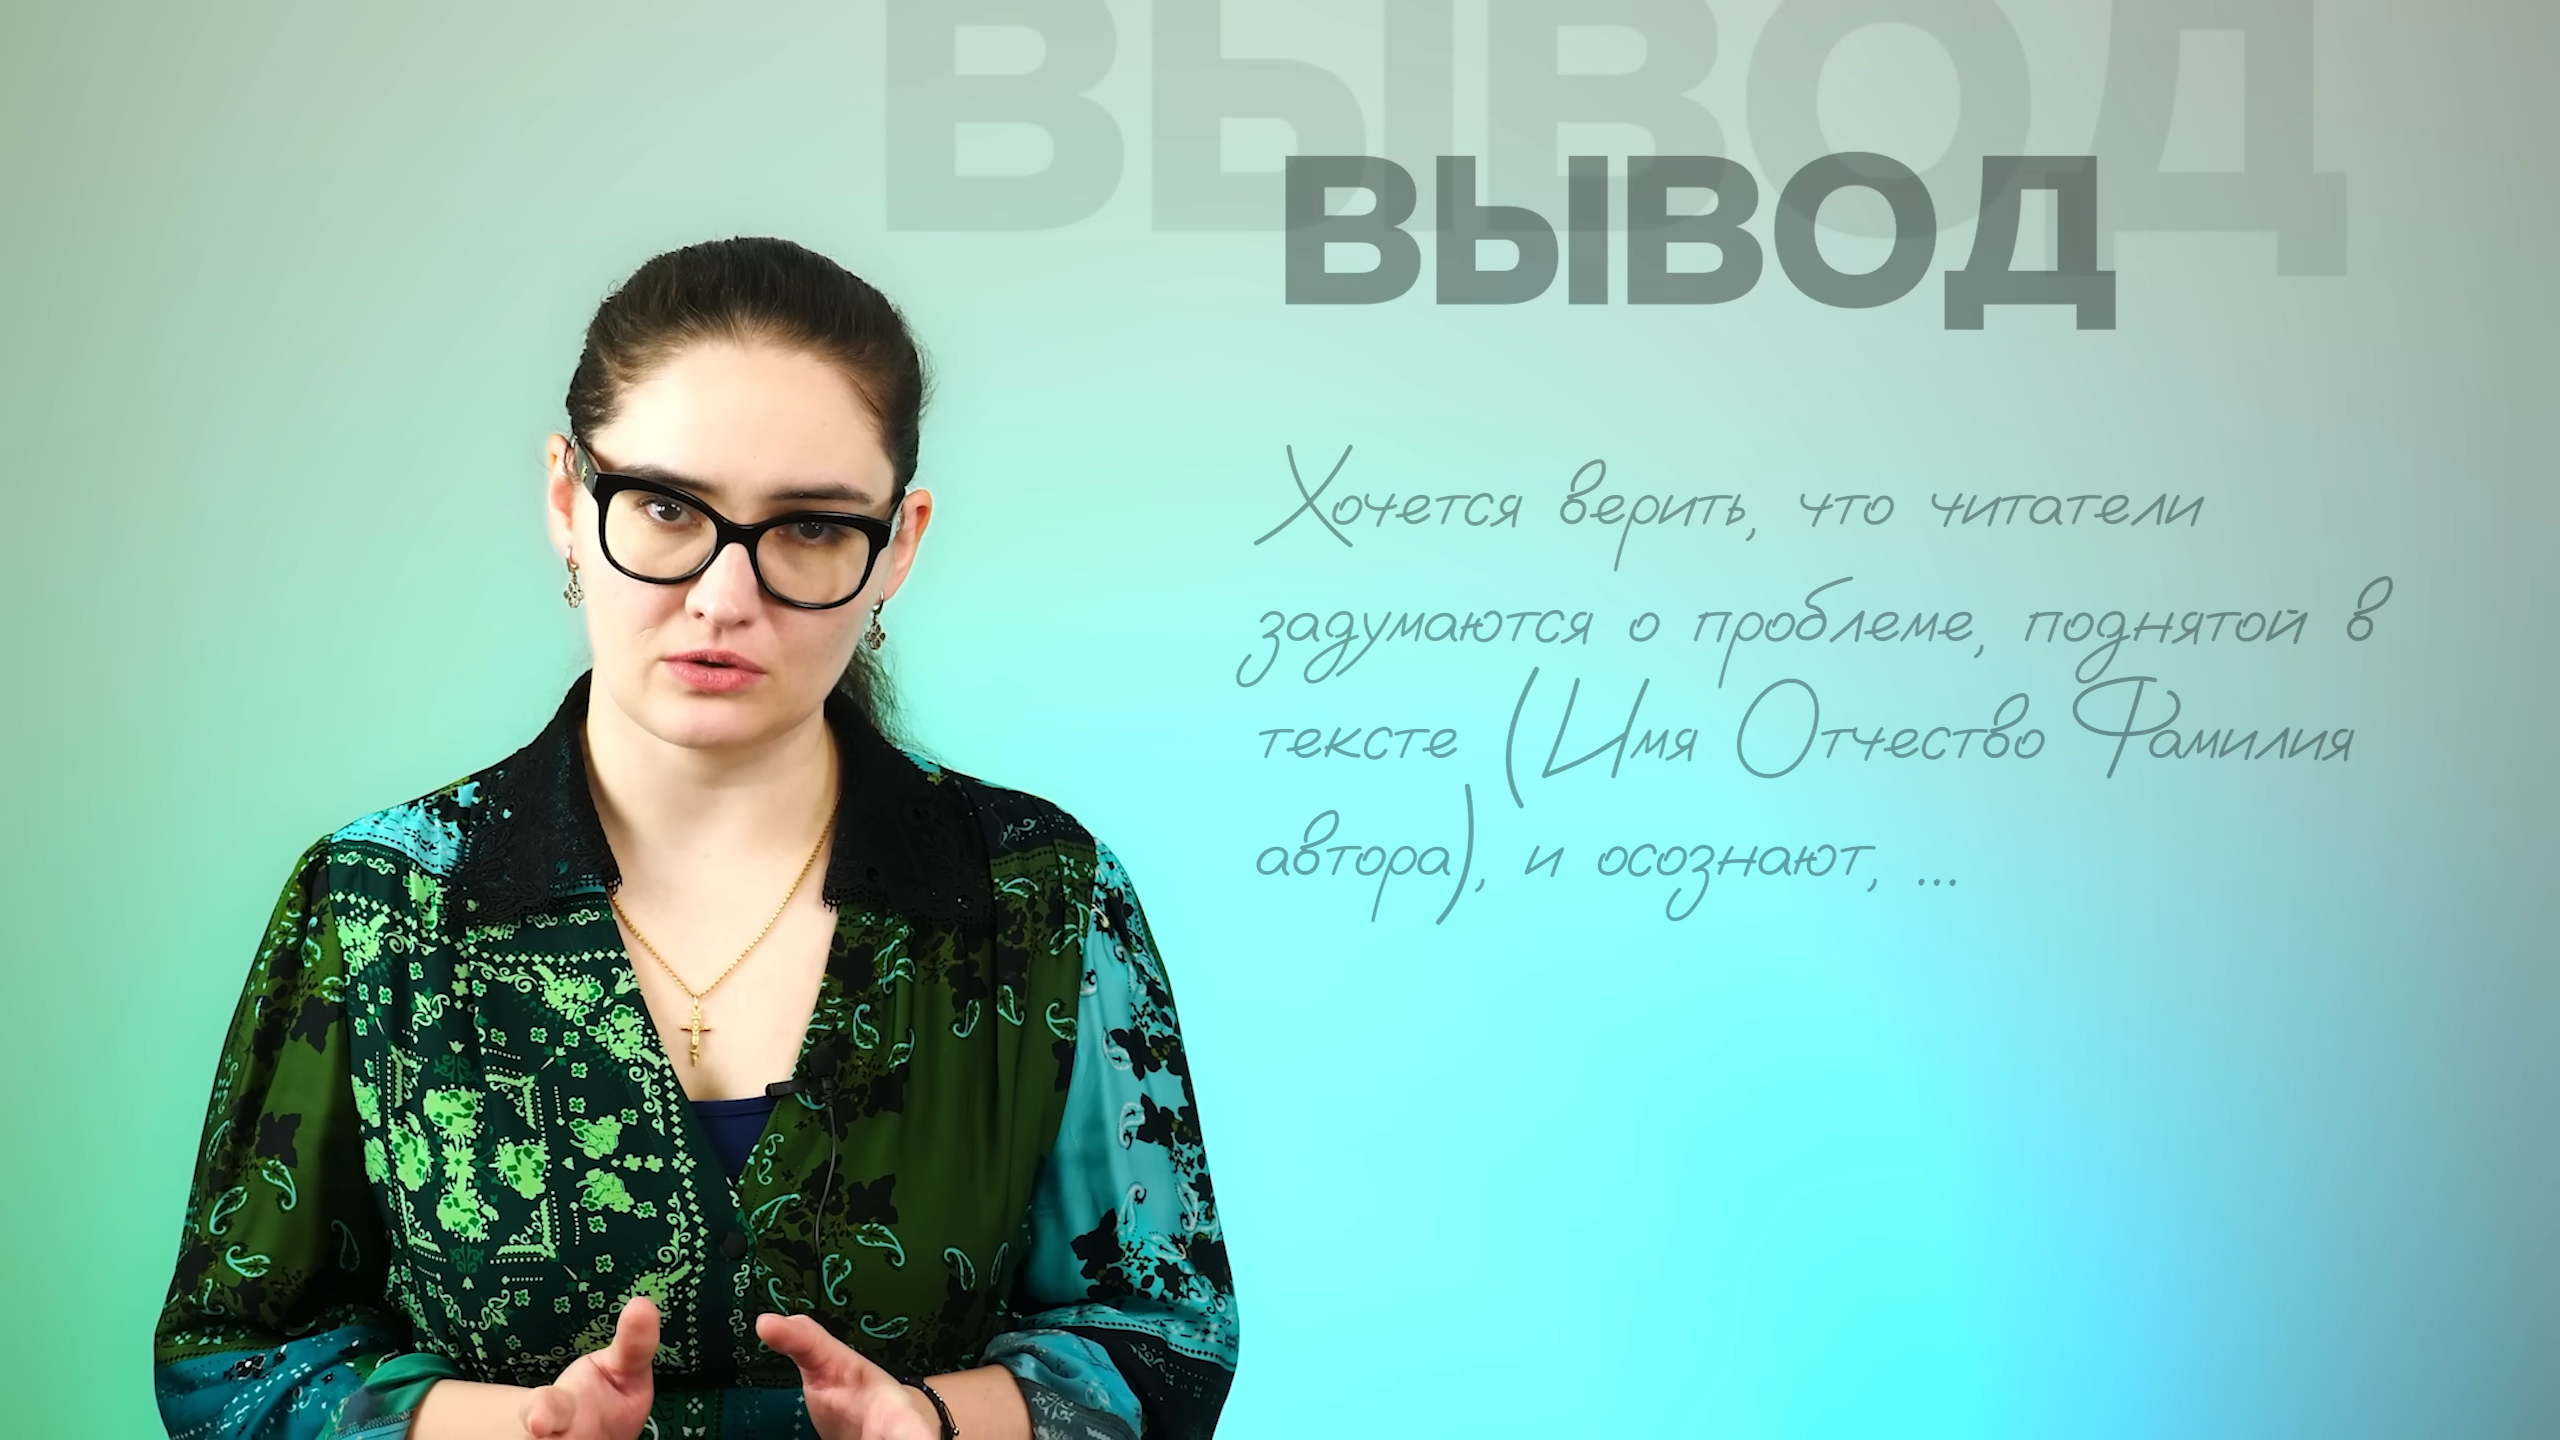 ВЫВОД
ВЫВОД
Хочется верить, что читатели
задумаются о проблеме, поднятой в
тексте (Имя Отчество Фамилия
автора), и осознают, ...